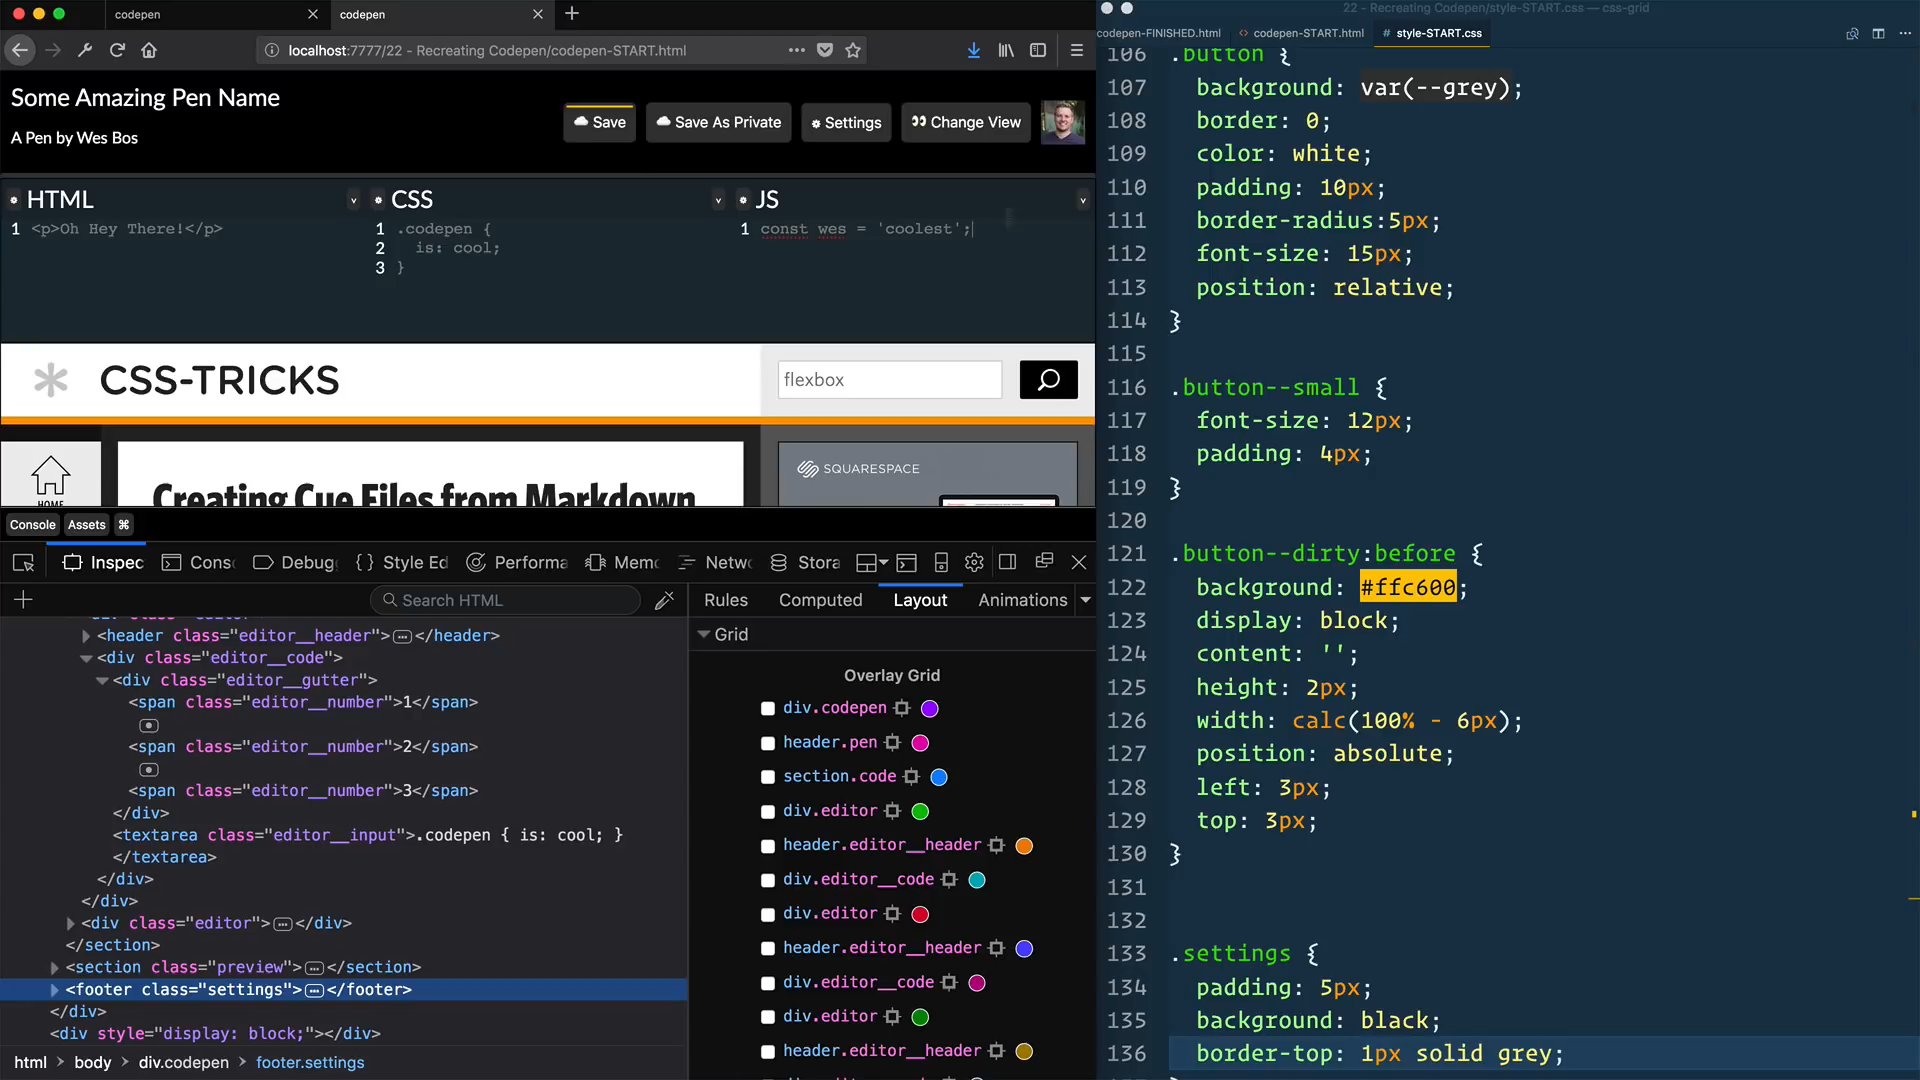 codepen
codepen
localhost:7777/22 - Recreating Codepen/codepen-START.html
Some Amazing Pen Name
A Pen by Wes Bos
Save
Save As Private
Settings
Change View
HTML
1 <p>Oh Hey There!</p>
CSS
1 .codepen {
2 is: cool;
3 }
JS
1 const wes = 'coolest';
CSS-TRICKS
flexbox
HOME
Creating Cue Files from Markdown
SQUARESPACE
Console Assets ⌘
Inspec Cons Debug Style Ed Performa Memo Netwo Stora
Search HTML
<header class="editor__header"></header>
<div class="editor__code">
<div class="editor__gutter">
<span class="editor__number">1</span>
<span class="editor__number">2</span>
<span class="editor__number">3</span>
</div>
<textarea class="editor__input">.codepen { is: cool; }
</textarea>
</div>
</div>
<div class="editor"></div>
</section>
<section class="preview"></section>
<footer class="settings"></footer>
</div>
<div style="display: block;"></div>
html > body > div.codepen > footer.settings
Rules Computed Layout Animations
Grid
Overlay Grid
div.codepen
header.pen
section.code
div.editor
header.editor__header
div.editor__code
div.editor
header.editor__header
div.editor__code
div.editor
header.editor__header
22 - Recreating Codepen/style-START.css — css-grid
codepen-FINISHED.html codepen-START.html style-START.css
106 .button {
107 background: var(--grey);
108 border: 0;
109 color: white;
110 padding: 10px;
111 border-radius:5px;
112 font-size: 15px;
113 position: relative;
114 }
115
116 .button--small {
117 font-size: 12px;
118 padding: 4px;
119 }
120
121 .button--dirty:before {
122 background: #ffc600;
123 display: block;
124 content: '';
125 height: 2px;
126 width: calc(100% - 6px);
127 position: absolute;
128 left: 3px;
129 top: 3px;
130 }
131
132
133 .settings {
134 padding: 5px;
135 background: black;
136 border-top: 1px solid grey;